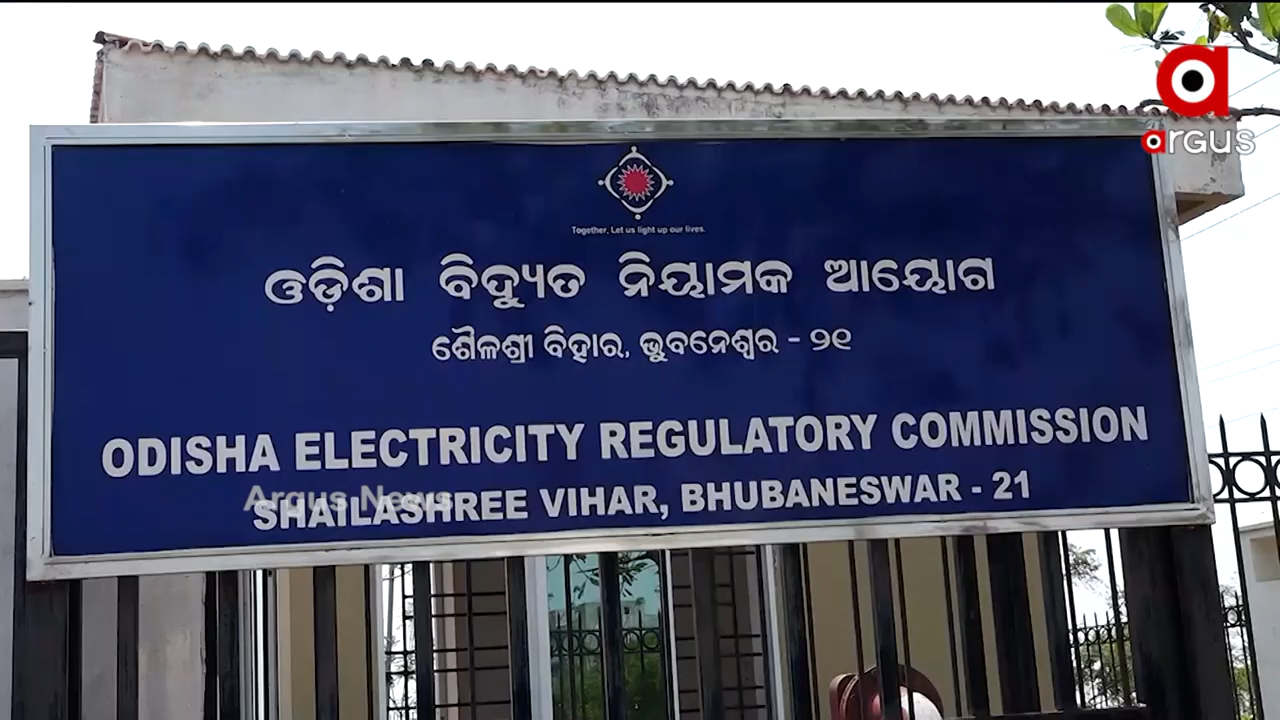 argus
Together, Let us light up our lives.
ଓଡ଼ିଶା ବିଦ୍ୟୁତ ନିୟାମକ ଆୟୋଗ
ଶୈଳଶ୍ରୀ ବିହାର, ଭୁବନେଶ୍ୱର - ୨୧
ODISHA ELECTRICITY REGULATORY COMMISSION
Argus News
SHAILASHREE VIHAR, BHUBANESWAR - 21